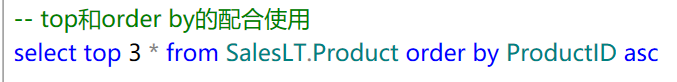 -- top和order by的配合使用
select top 3 * from SalesLT.Product order by ProductID asc